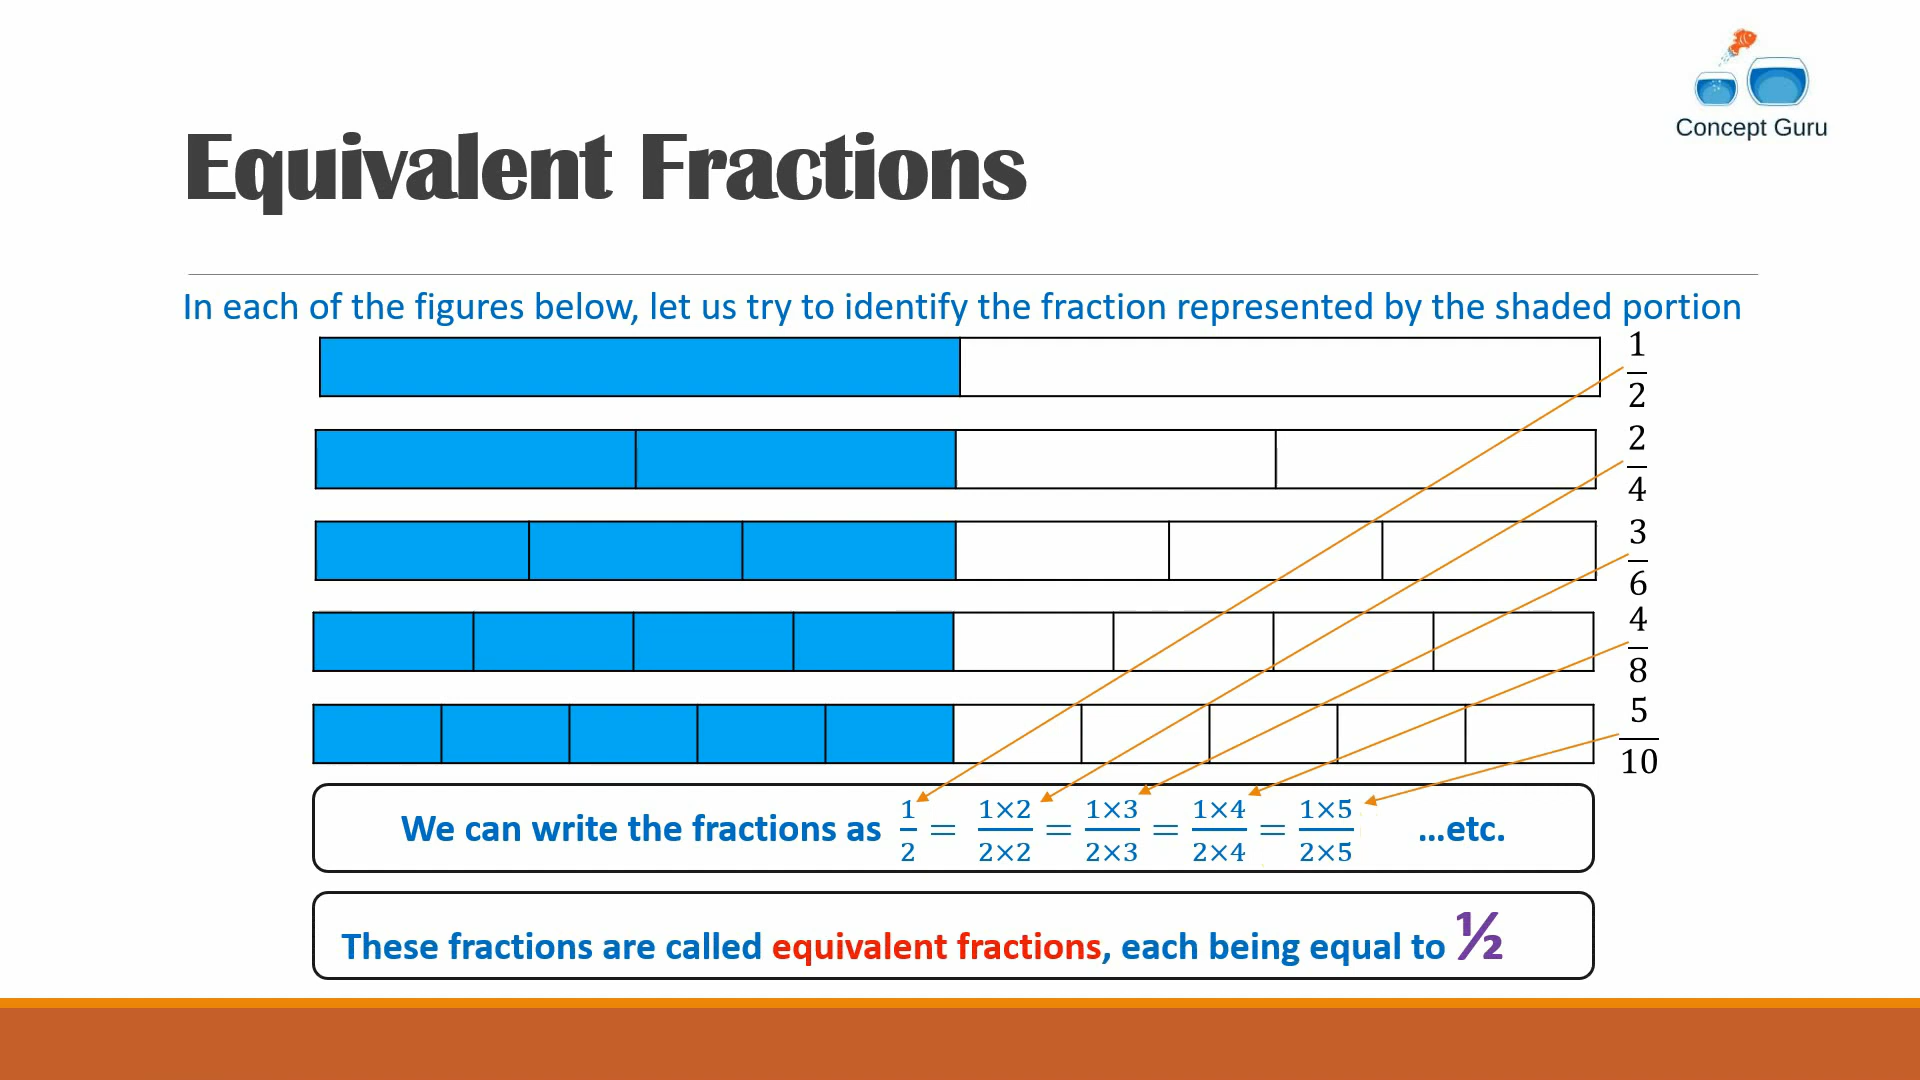 Concept Guru
Equivalent Fractions
In each of the figures below, let us try to identify the fraction represented by the shaded portion
1/2
2/4
3/6
4/8
5/10
We can write the fractions as 1/2 = 1×2/2×2 = 1×3/2×3 = 1×4/2×4 = 1×5/2×5 ...etc.
These fractions are called equivalent fractions, each being equal to ½